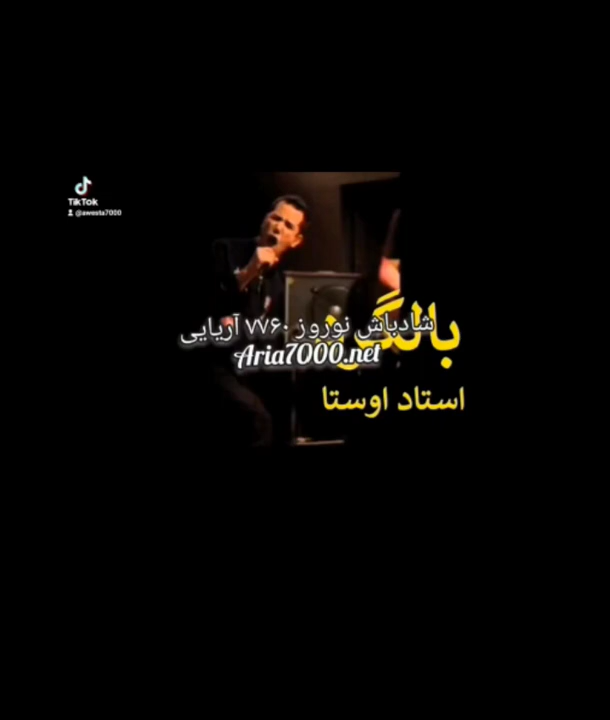 TikTok
@awesta7000
شادباش نوروز ۷۷۶۰ آریایی
Aria7000.net
استاد اوستا